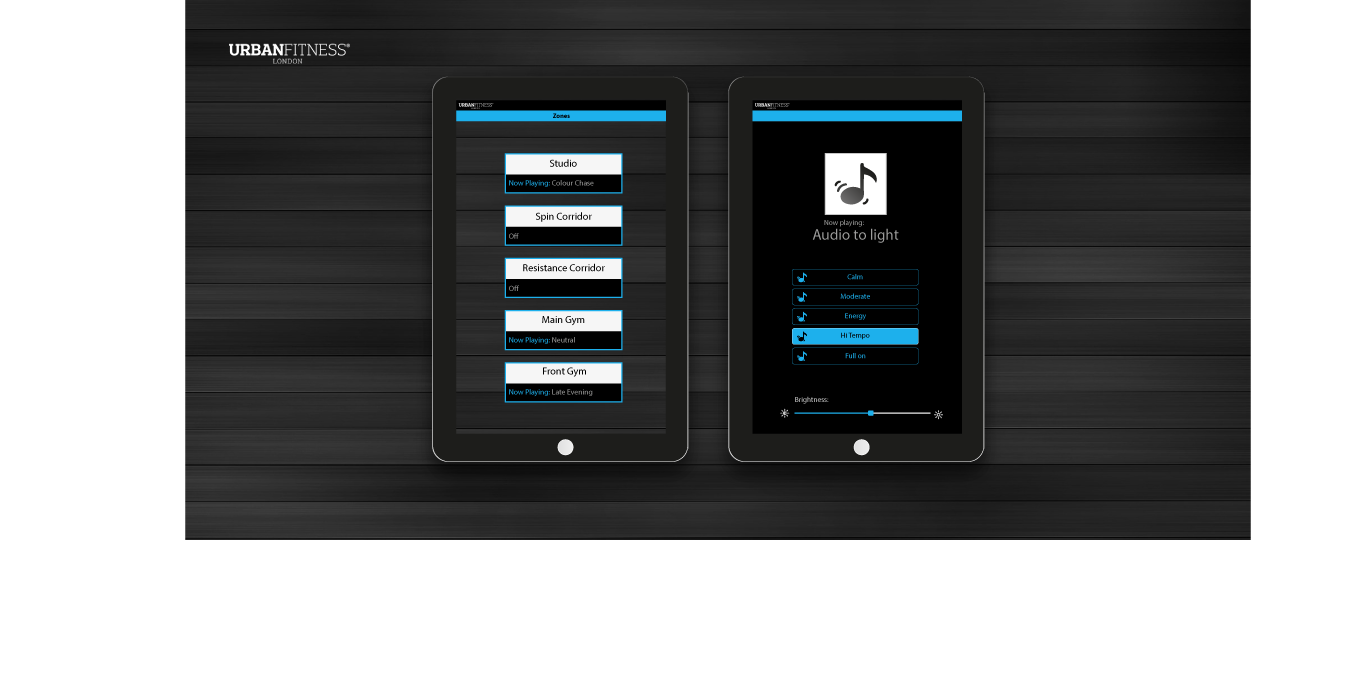 URBANFITNESS®
LONDON
URBANFITNESS
Zones
Studio
Now Playing: Colour Chase
Spin Corridor
Off
Resistance Corridor
Off
Main Gym
Now Playing: Neutral
Front Gym
Now Playing: Late Evening
URBANFITNESS
Now playing:
Audio to light
Calm
Moderate
Energy
Hi Tempo
Full on
Brightness: